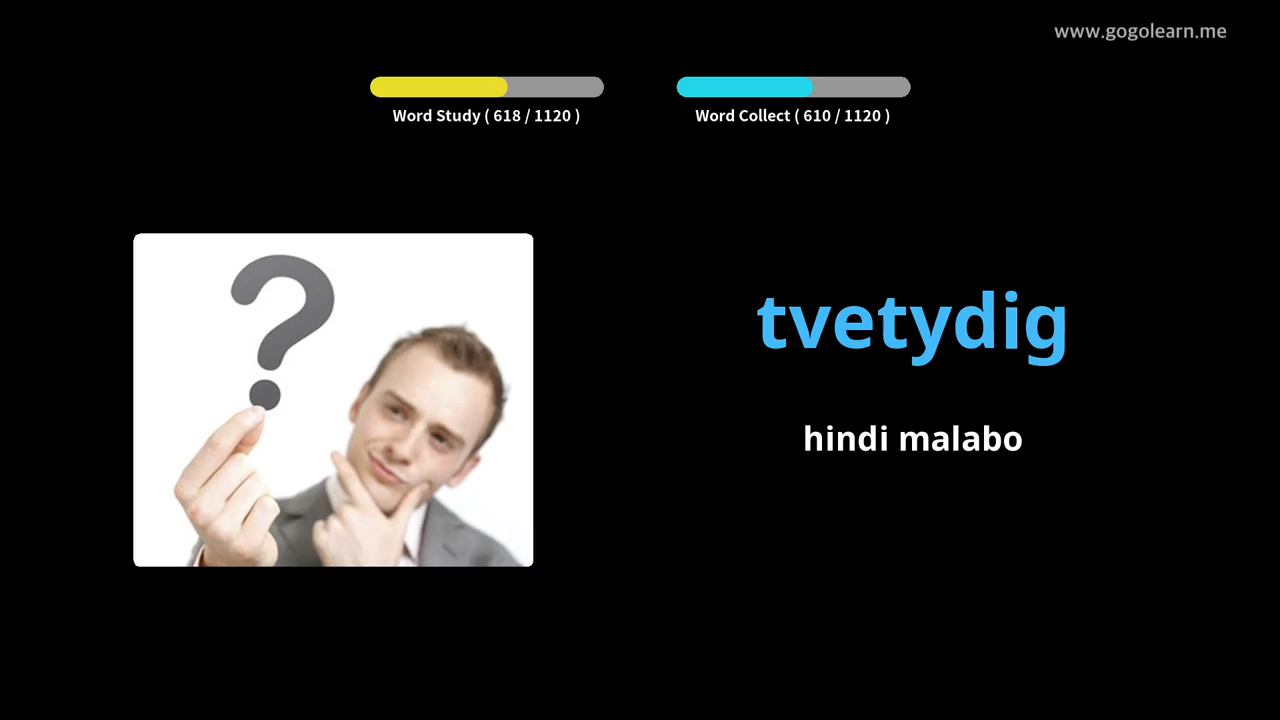 www.gogolearn.me
Word Study ( 618 / 1120 )
Word Collect ( 610 / 1120 )
?
tvetydig
hindi malabo